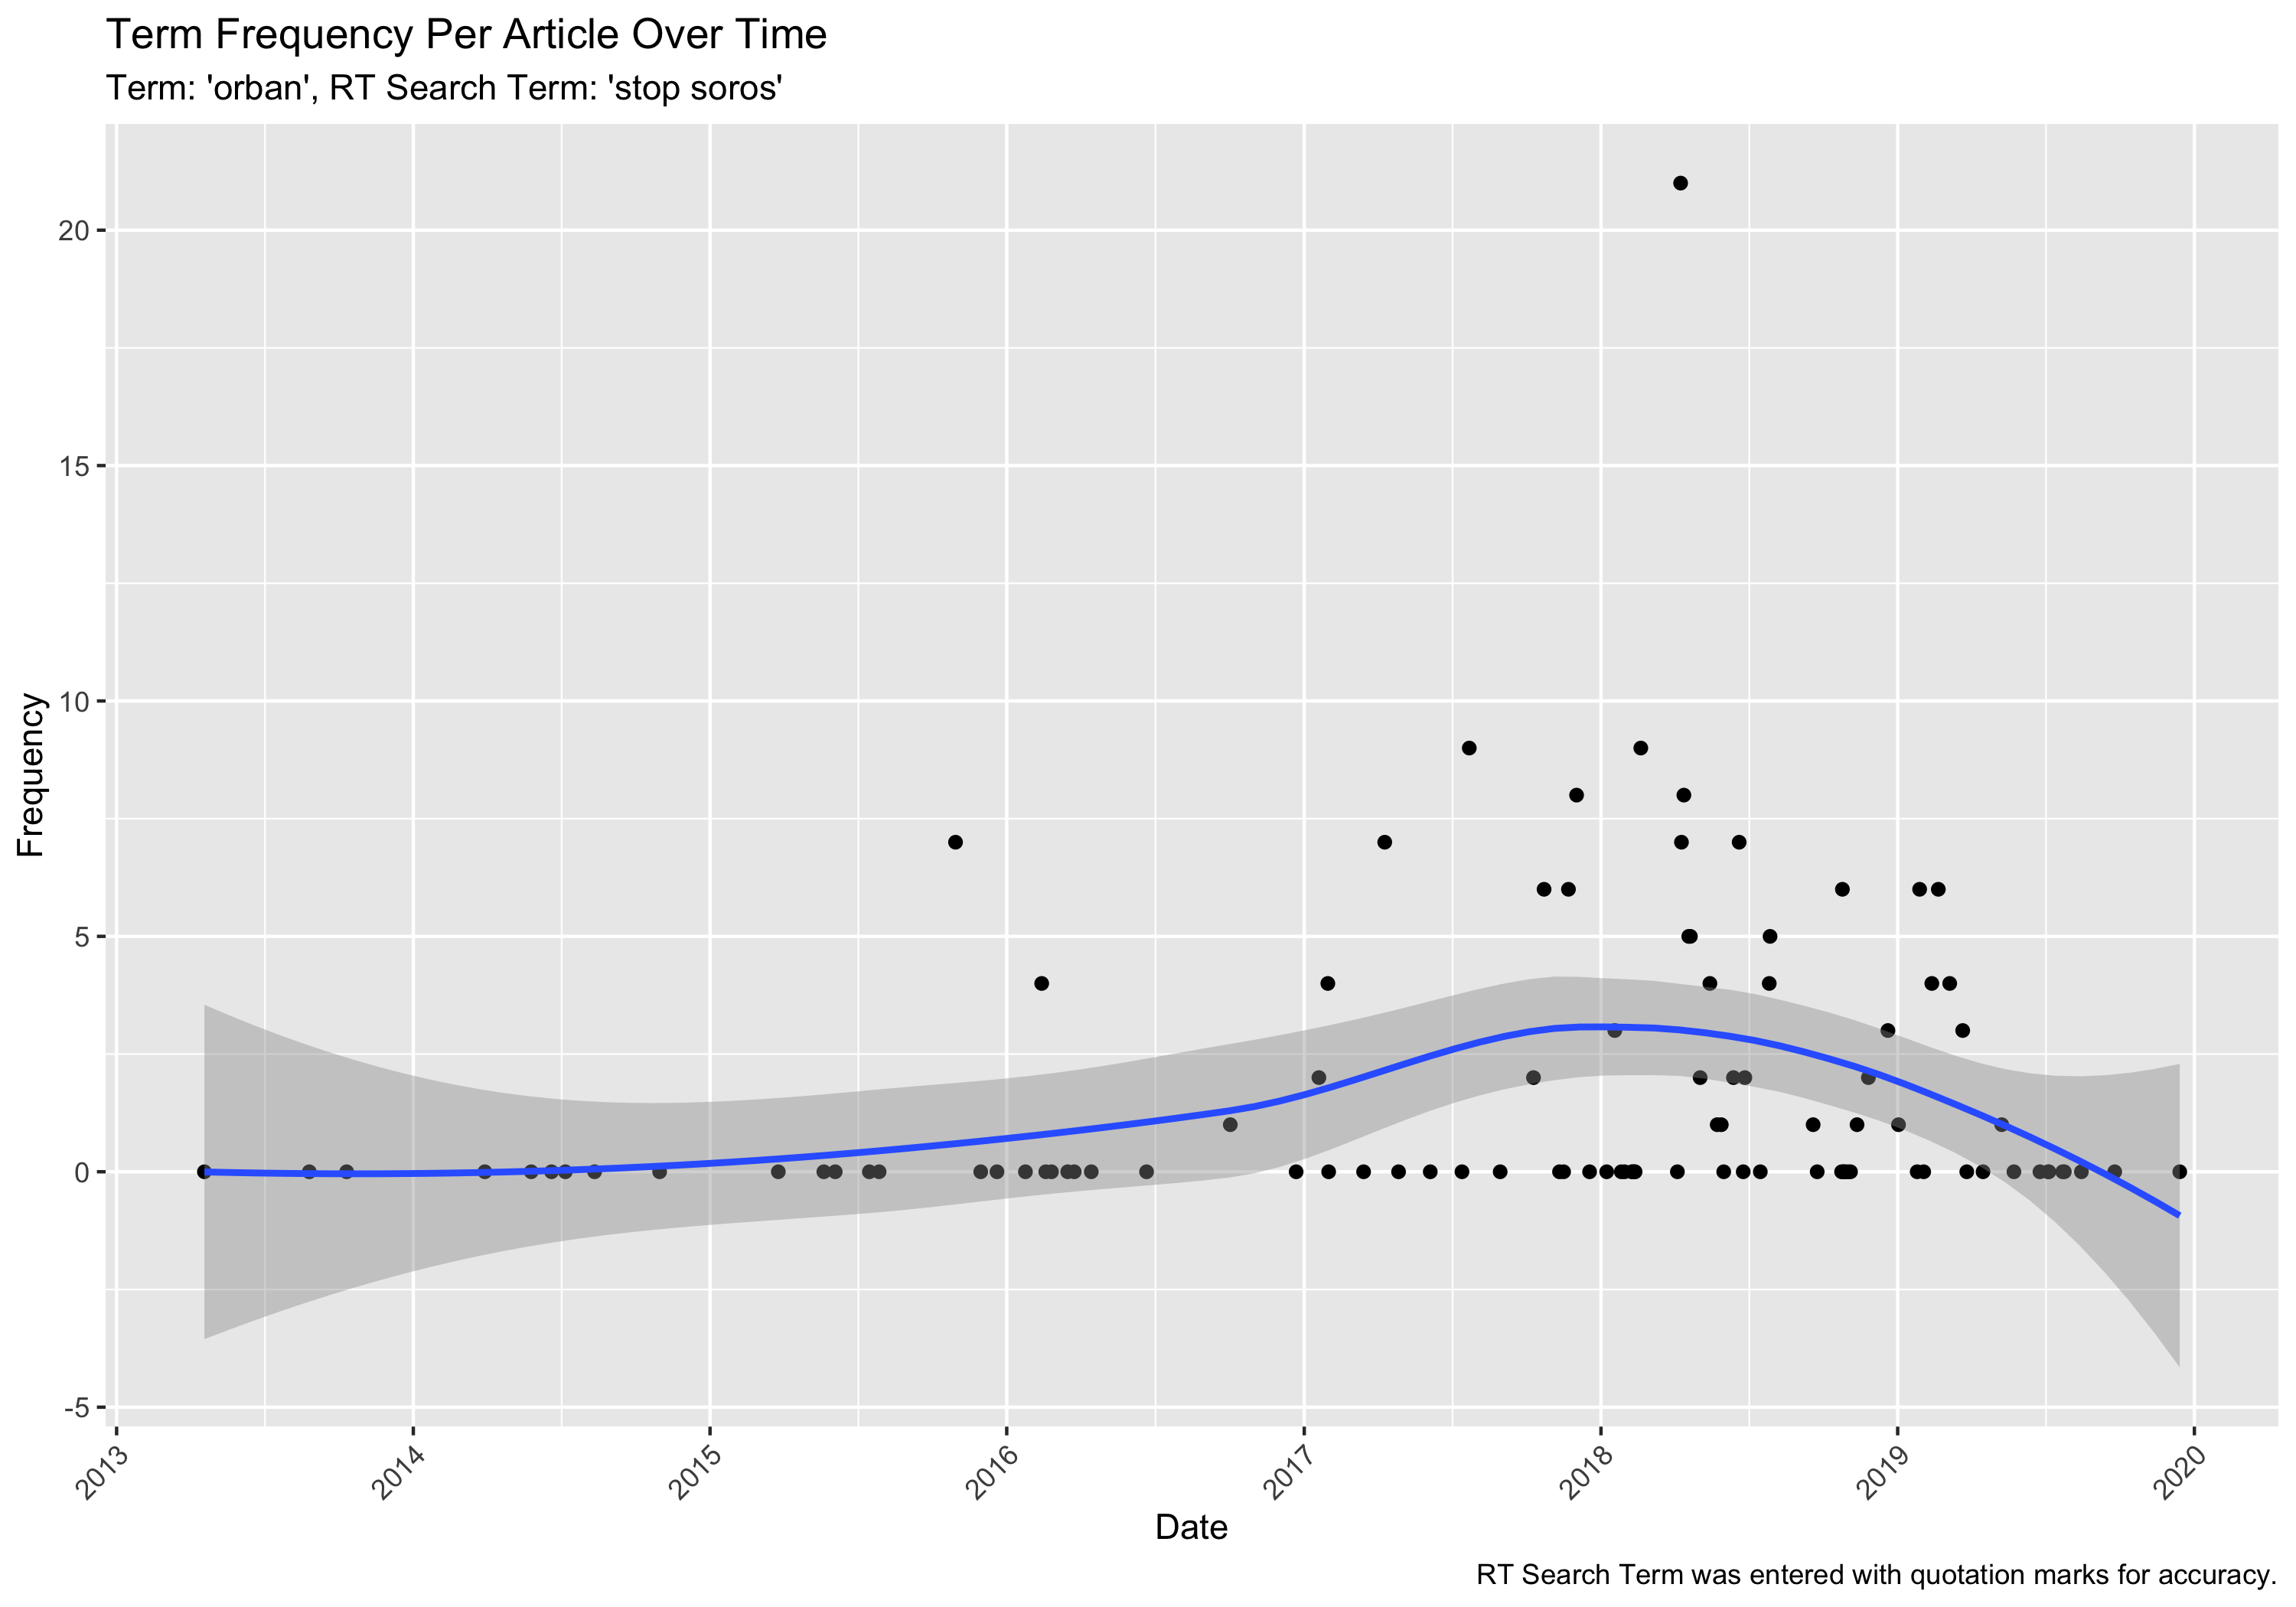 Term Frequency Per Article Over Time
Term: 'orban', RT Search Term: 'stop soros'
Frequency
20
15
10
5
0
-5
2013
2014
2015
2016
2017
2018
2019
2020
Date
RT Search Term was entered with quotation marks for accuracy.